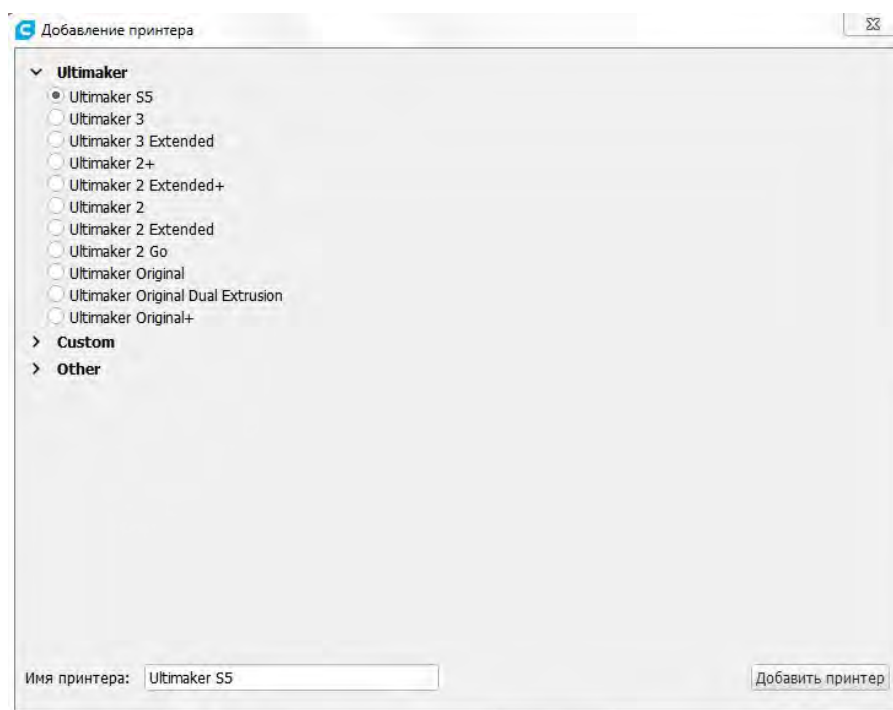 Добавление принтера
Ultimaker
Ultimaker S5
Ultimaker 3
Ultimaker 3 Extended
Ultimaker 2+
Ultimaker 2 Extended+
Ultimaker 2
Ultimaker 2 Extended
Ultimaker 2 Go
Ultimaker Original
Ultimaker Original Dual Extrusion
Ultimaker Original+
Custom
Other
Имя принтера: Ultimaker S5 Добавить принтер